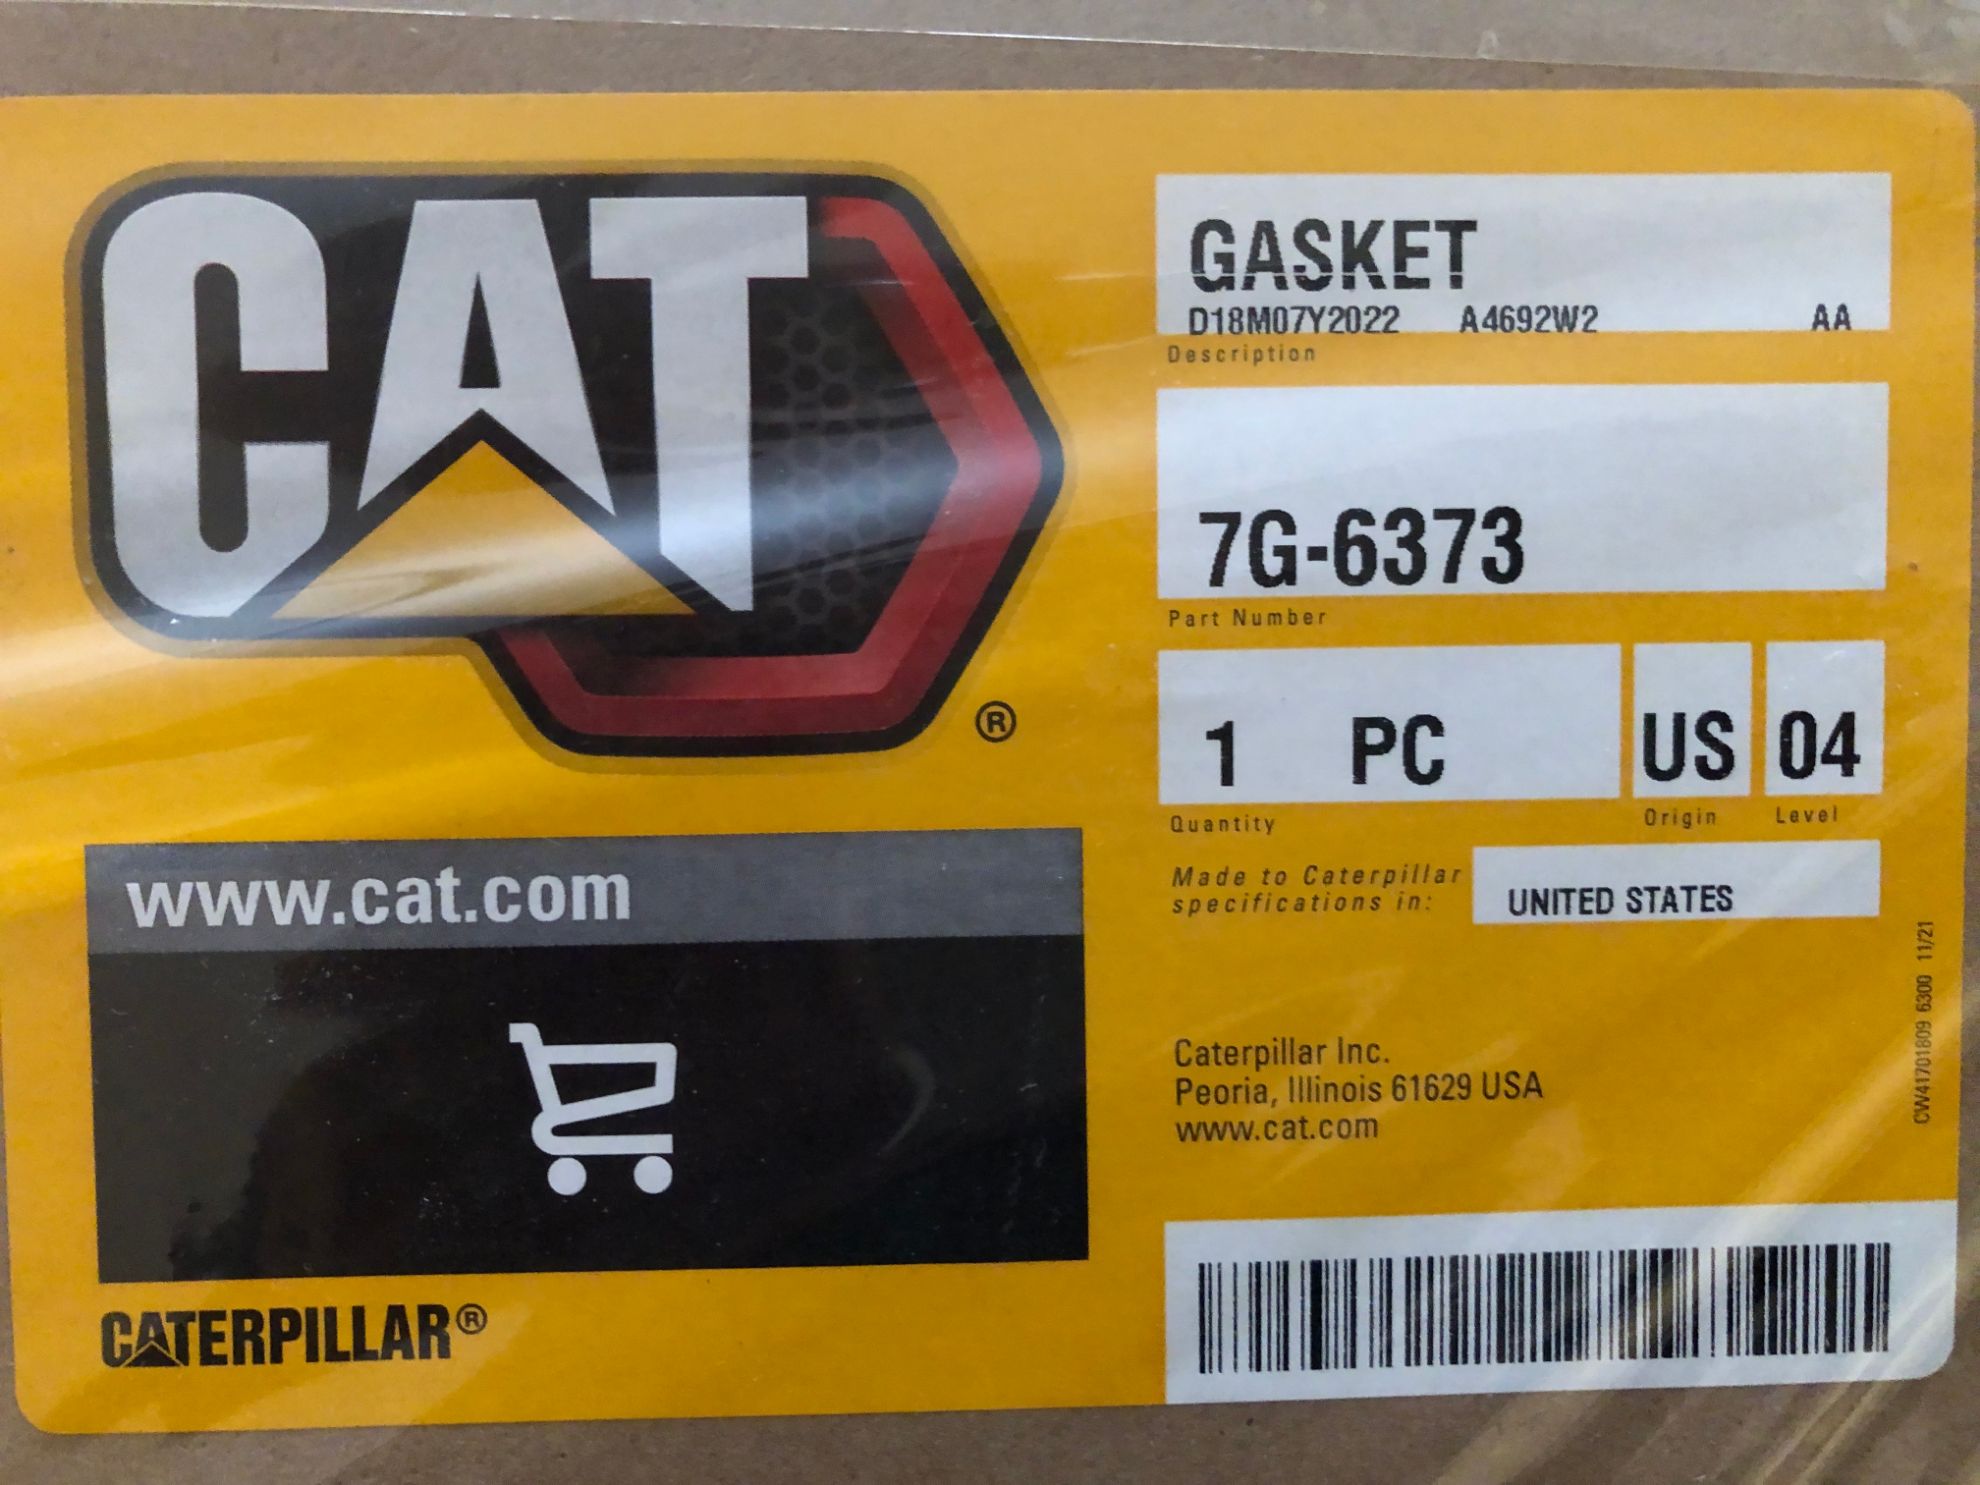 CAT
®
www.cat.com
CATERPILLAR®
GASKET
D18M07Y2022 A4692W2 AA
Description
7G-6373
Part Number
1 PC US 04
Quantity Origin Level
Made to Caterpillar
specifications in: UNITED STATES
Caterpillar Inc.
Peoria, Illinois 61629 USA
www.cat.com
CW41701809 6300 11/21